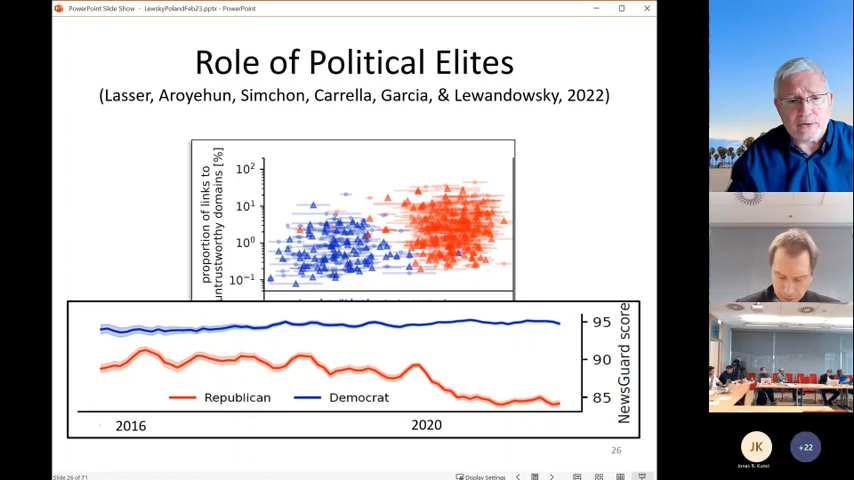 PowerPoint Slide Show - LewskyPolandFeb23.pptx - PowerPoint
Role of Political Elites
(Lasser, Aroyehun, Simchon, Carrella, Garcia, & Lewandowsky, 2022)
proportion of links to
untrustworthy domains [%]
10²
10¹
10⁰
10⁻¹
95
90
85
NewsGuard score
Republican
Democrat
2016
2020
26
Slide 26 of 71
Display Settings
JK
+22
Jonas R. Kunst